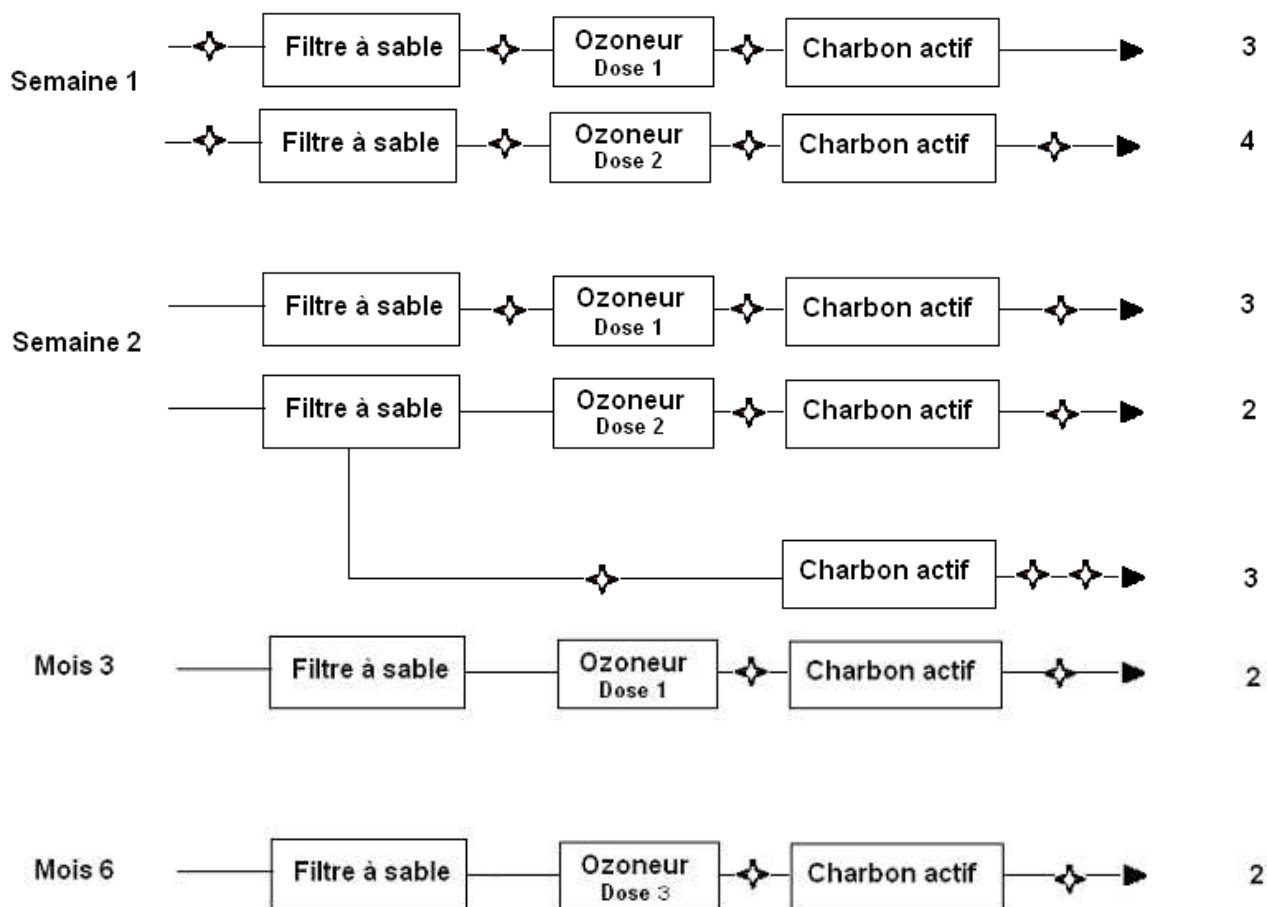 Filtre à sable
Ozoneur
Dose 1
Charbon actif
3
Semaine 1
Filtre à sable
Ozoneur
Dose 2
Charbon actif
4
Filtre à sable
Ozoneur
Dose 1
Charbon actif
3
Semaine 2
Filtre à sable
Ozoneur
Dose 2
Charbon actif
2
Charbon actif
3
Mois 3
Filtre à sable
Ozoneur
Dose 1
Charbon actif
2
Mois 6
Filtre à sable
Ozoneur
Dose 3
Charbon actif
2